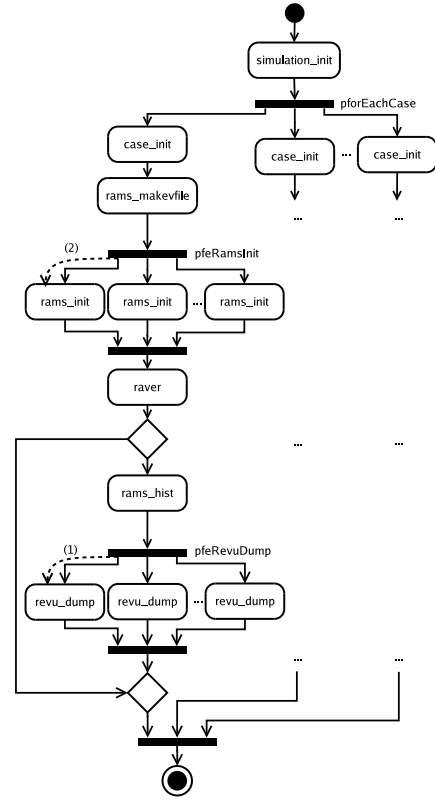 simulation_init
pforEachCase
case_init
case_init
...
case_init
rams_makevfile
...
...
(2)
pfeRamsInit
rams_init
rams_init
...
rams_init
raver
...
...
rams_hist
(1)
pfeRevuDump
revu_dump
revu_dump
...
revu_dump
...
...